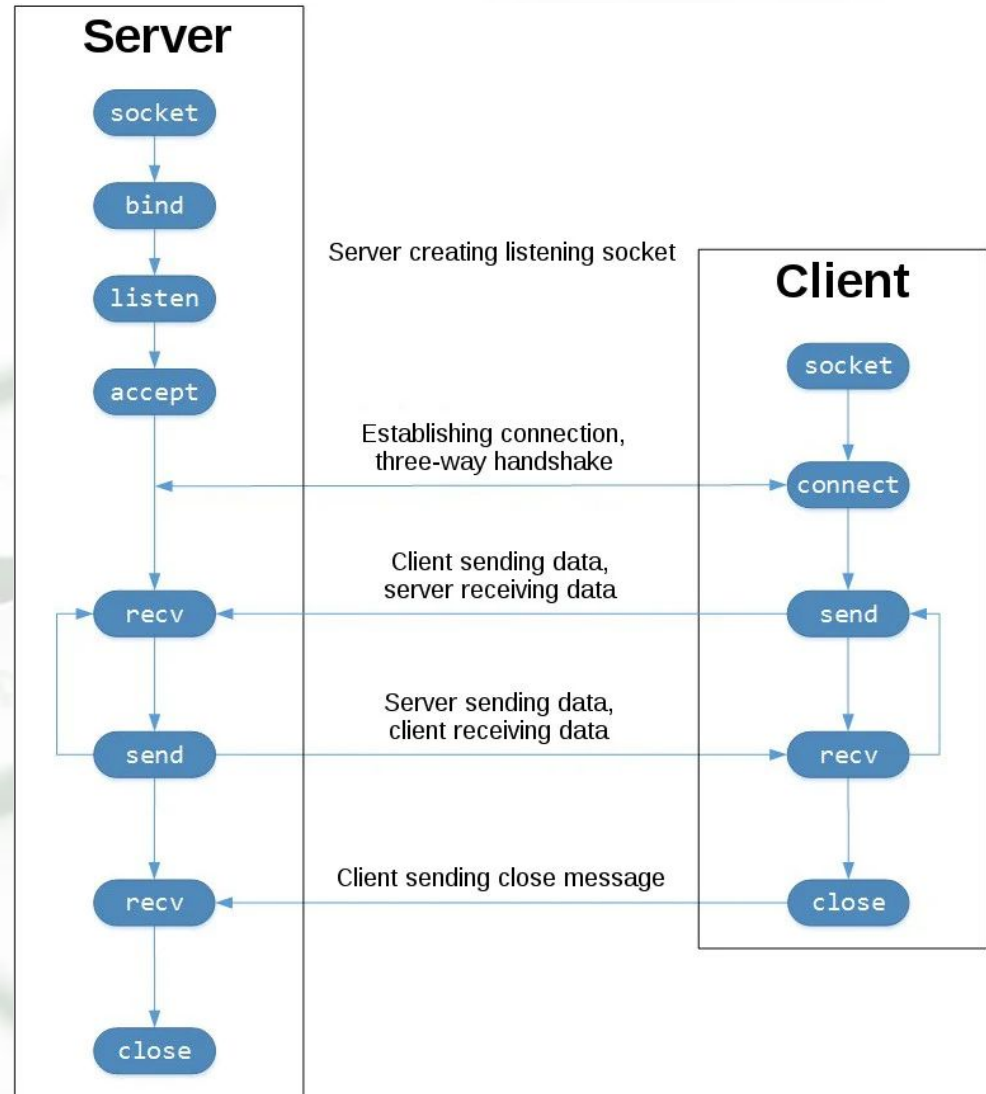 Server
socket
bind
listen
accept
recv
send
recv
close
Server creating listening socket
Establishing connection,
three-way handshake
Client sending data,
server receiving data
Server sending data,
client receiving data
Client sending close message
Client
socket
connect
send
recv
close